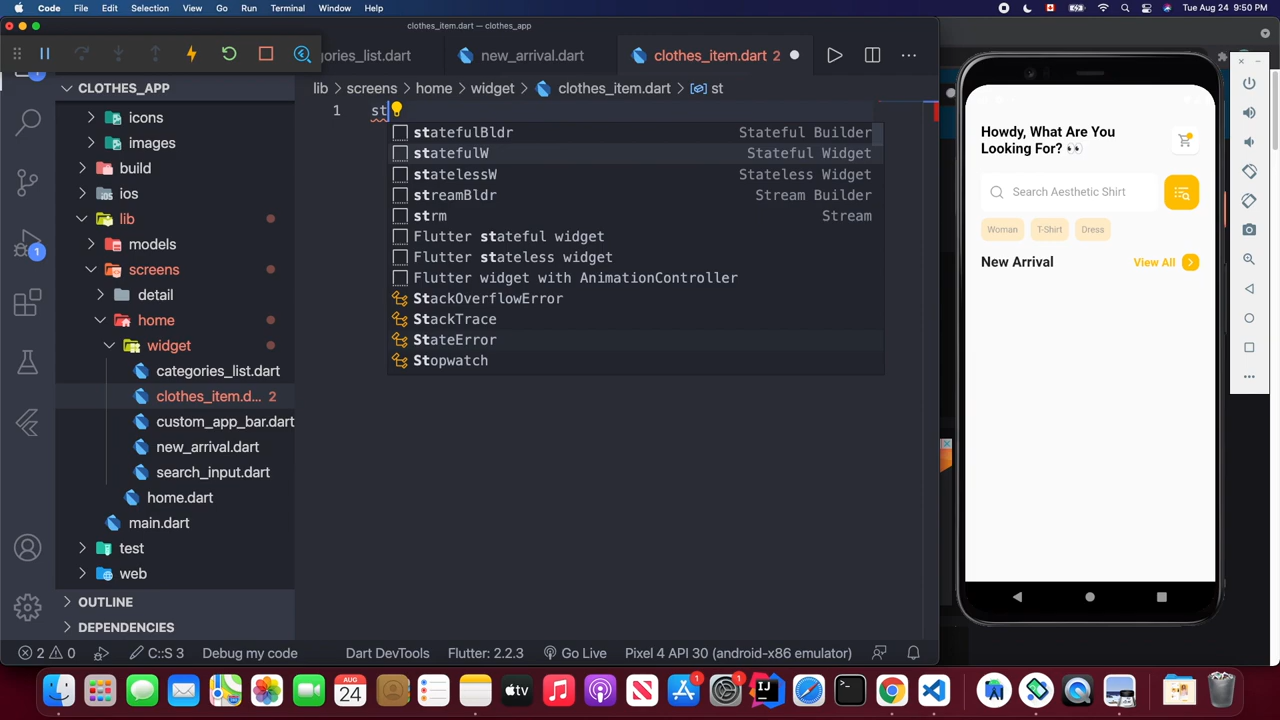 Code File Edit Selection View Go Run Terminal Window Help Tue Aug 24 9:50 PM
clothes_item.dart — clothes_app
gories_list.dart new_arrival.dart clothes_item.dart 2
CLOTHES_APP
lib > screens > home > widget > clothes_item.dart > st
icons
images
build
ios
lib
models
screens
detail
home
widget
categories_list.dart
clothes_item.d... 2
custom_app_bar.dart
new_arrival.dart
search_input.dart
home.dart
main.dart
test
web
OUTLINE
DEPENDENCIES
1
1
1 st
statefulBldr Stateful Builder
statefulW Stateful Widget
statelessW Stateless Widget
streamBldr Stream Builder
strm Stream
Flutter stateful widget
Flutter stateless widget
Flutter widget with AnimationController
StackOverflowError
StackTrace
StateError
Stopwatch
2 0 C::S 3 Debug my code Dart DevTools Flutter: 2.2.3 Go Live Pixel 4 API 30 (android-x86 emulator)
Howdy, What Are You
Looking For? 👀
Search Aesthetic Shirt
Woman T-Shirt Dress
New Arrival View All
AUG
24
tv
1
1